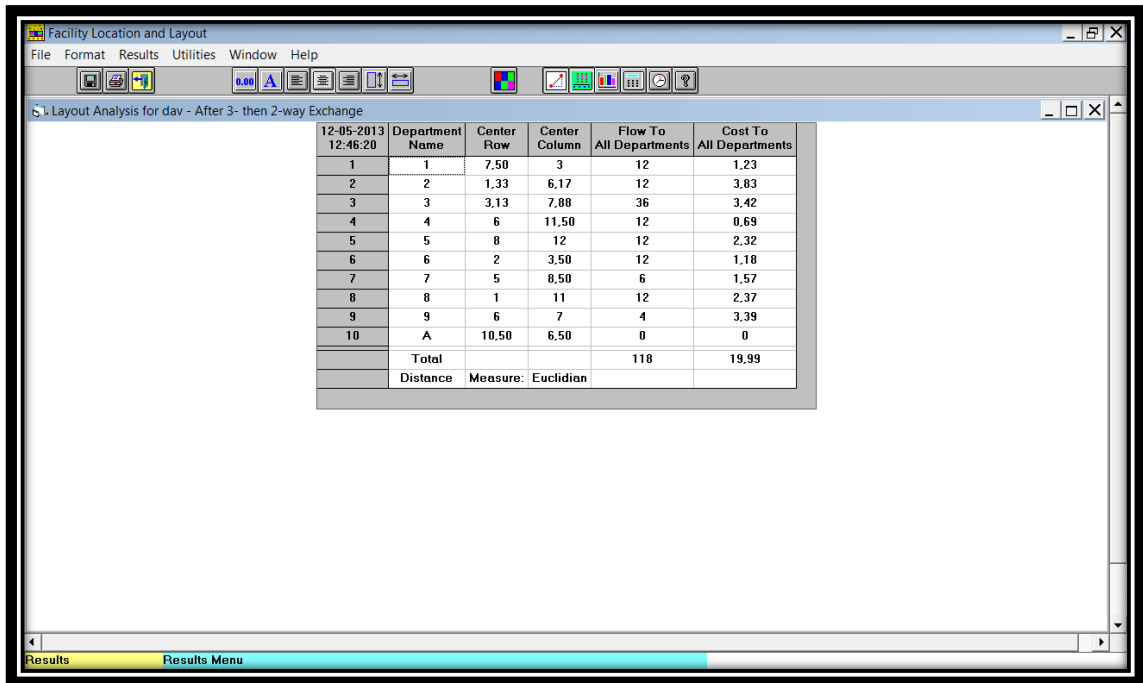 Facility Location and Layout
File Format Results Utilities Window Help
0.00 A ?
Layout Analysis for dav - After 3- then 2-way Exchange
12-05-2013 Department Center Center Flow To Cost To
12:46:20 Name Row Column All Departments All Departments
1 1 7,50 3 12 1,23
2 2 1,33 6,17 12 3,83
3 3 3,13 7,88 36 3,42
4 4 6 11,50 12 0,69
5 5 8 12 12 2,32
6 6 2 3,50 12 1,18
7 7 5 8,50 6 1,57
8 8 1 11 12 2,37
9 9 6 7 4 3,39
10 A 10,50 6,50 0 0
Total 118 19,99
Distance Measure: Euclidian
Results Results Menu